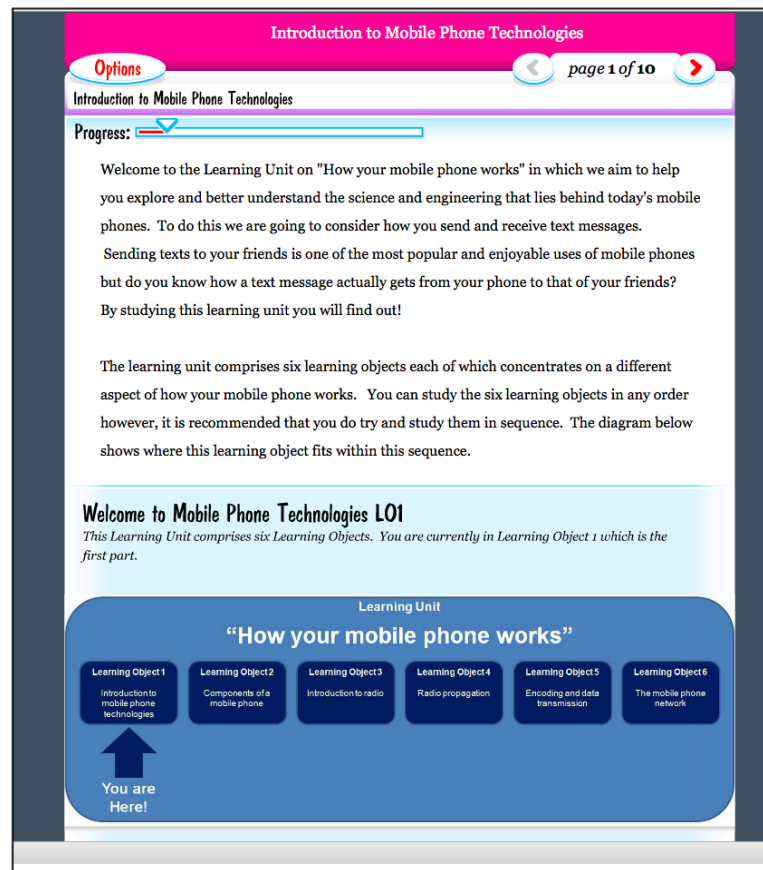 Introduction to Mobile Phone Technologies
Options
page 1 of 10
Introduction to Mobile Phone Technologies
Progress:
Welcome to the Learning Unit on "How your mobile phone works" in which we aim to help
you explore and better understand the science and engineering that lies behind today's mobile
phones.  To do this we are going to consider how you send and receive text messages.
Sending texts to your friends is one of the most popular and enjoyable uses of mobile phones
but do you know how a text message actually gets from your phone to that of your friends?
By studying this learning unit you will find out!
The learning unit comprises six learning objects each of which concentrates on a different
aspect of how your mobile phone works.  You can study the six learning objects in any order
however, it is recommended that you do try and study them in sequence.  The diagram below
shows where this learning object fits within this sequence.
Welcome to Mobile Phone Technologies LO1
This Learning Unit comprises six Learning Objects.  You are currently in Learning Object 1 which is the
first part.
Learning Unit
“How your mobile phone works”
Learning Object 1
Introduction to
mobile phone
technologies
Learning Object 2
Components of a
mobile phone
Learning Object 3
Introduction to radio
Learning Object 4
Radio propagation
Learning Object 5
Encoding and data
transmission
Learning Object 6
The mobile phone
network
You are
Here!